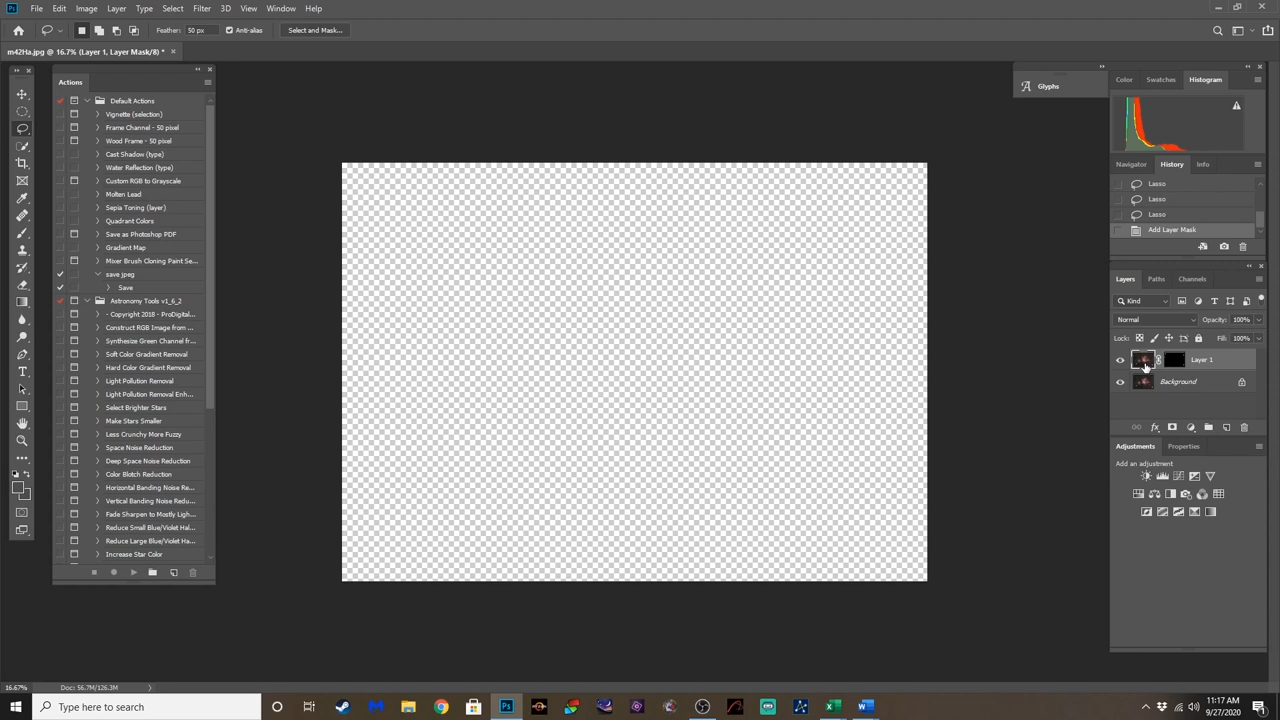 File Edit Image Layer Type Select Filter 3D View Window Help
Feather: 50 px Anti-alias Select and Mask...
m42Ha.jpg @ 16.7% (Layer 1, Layer Mask/8) *
Actions
Default Actions
Vignette (selection)
Frame Channel - 50 pixel
Wood Frame - 50 pixel
Cast Shadow (type)
Water Reflection (type)
Custom RGB to Grayscale
Molten Lead
Sepia Toning (layer)
Quadrant Colors
Save as Photoshop PDF
Gradient Map
Mixer Brush Cloning Paint Se...
save jpeg
Save
Astronomy Tools v1_6_2
- Copyright 2018 - ProDigital...
Construct RGB Image from ...
Synthesize Green Channel fr...
Soft Color Gradient Removal
Hard Color Gradient Removal
Light Pollution Removal
Light Pollution Removal Enh...
Select Brighter Stars
Make Stars Smaller
Less Crunchy More Fuzzy
Space Noise Reduction
Deep Space Noise Reduction
Color Blotch Reduction
Horizontal Banding Noise Re...
Vertical Banding Noise Redu...
Fade Sharpen to Mostly Ligh...
Reduce Small Blue/Violet Hal...
Reduce Large Blue/Violet Ha...
Increase Star Color
Glyphs
Color Swatches Histogram
Navigator History Info
Lasso
Lasso
Lasso
Add Layer Mask
Layers Paths Channels
Kind
Normal Opacity: 100%
Lock: Fill: 100%
Layer 1
Background
Adjustments Properties
Add an adjustment
16.67% Doc: 56.7M/126.3M
Type here to search
11:17 AM
9/27/2020